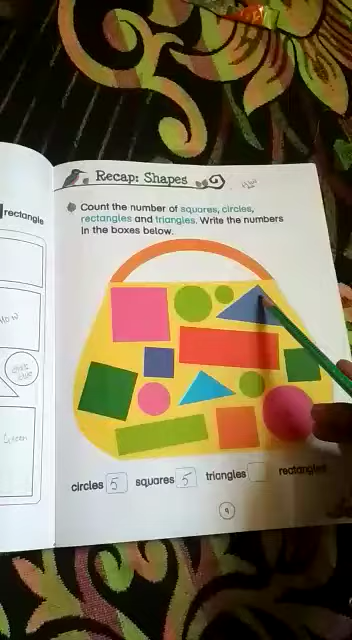 Recap: Shapes
Count the number of squares, circles,
rectangles and triangles. Write the numbers
in the boxes below.
rectangle
circles 5 squares 5 triangles rectangles
9